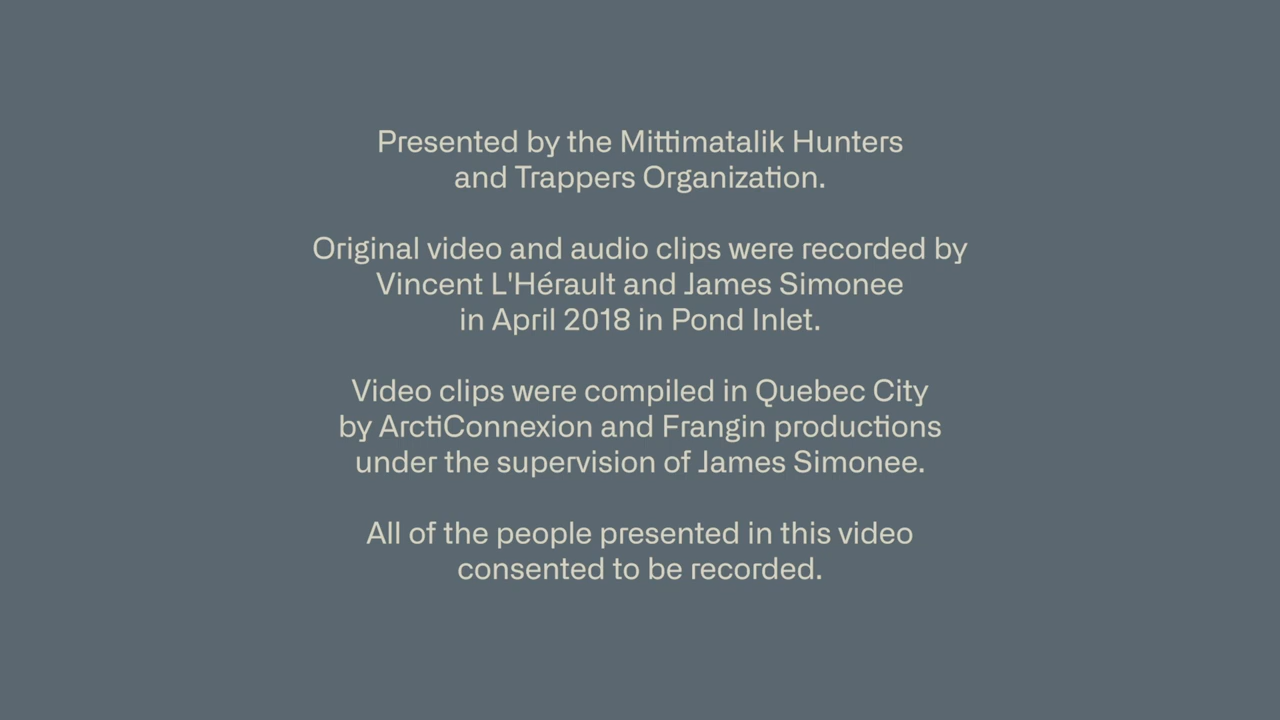 Presented by the Mittimatalik Hunters
and Trappers Organization.
Original video and audio clips were recorded by
Vincent L'Hérault and James Simonee
in April 2018 in Pond Inlet.
Video clips were compiled in Quebec City
by ArctiConnexion and Frangin productions
under the supervision of James Simonee.
All of the people presented in this video
consented to be recorded.